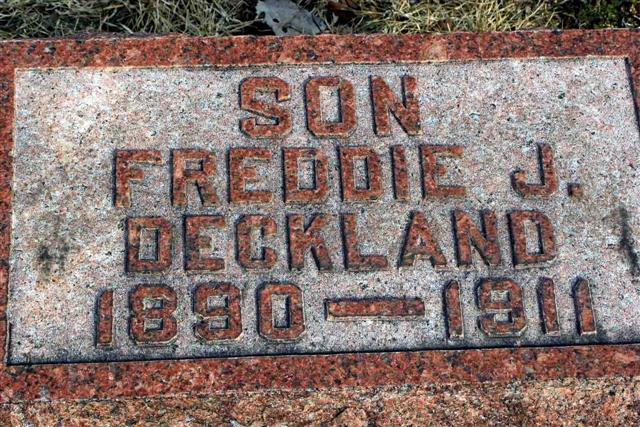 SON
FREDDIE J.
DECKLAND
1890 — 1911